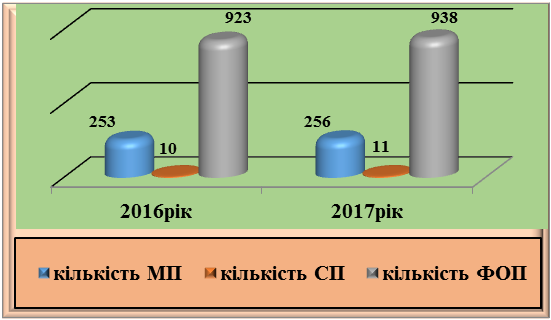 923
938
253
10
256
11
2016рік
2017рік
кількість МП
кількість СП
кількість ФОП